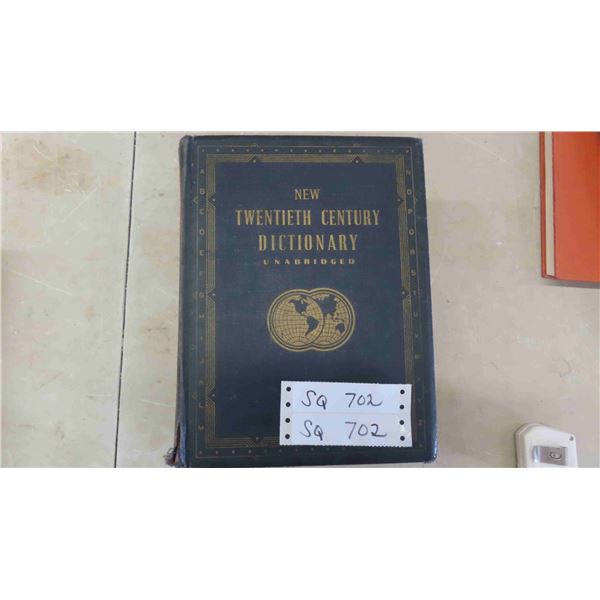 NEW
TWENTIETH CENTURY
DICTIONARY
UNABRIDGED
SQ 702
SQ 702